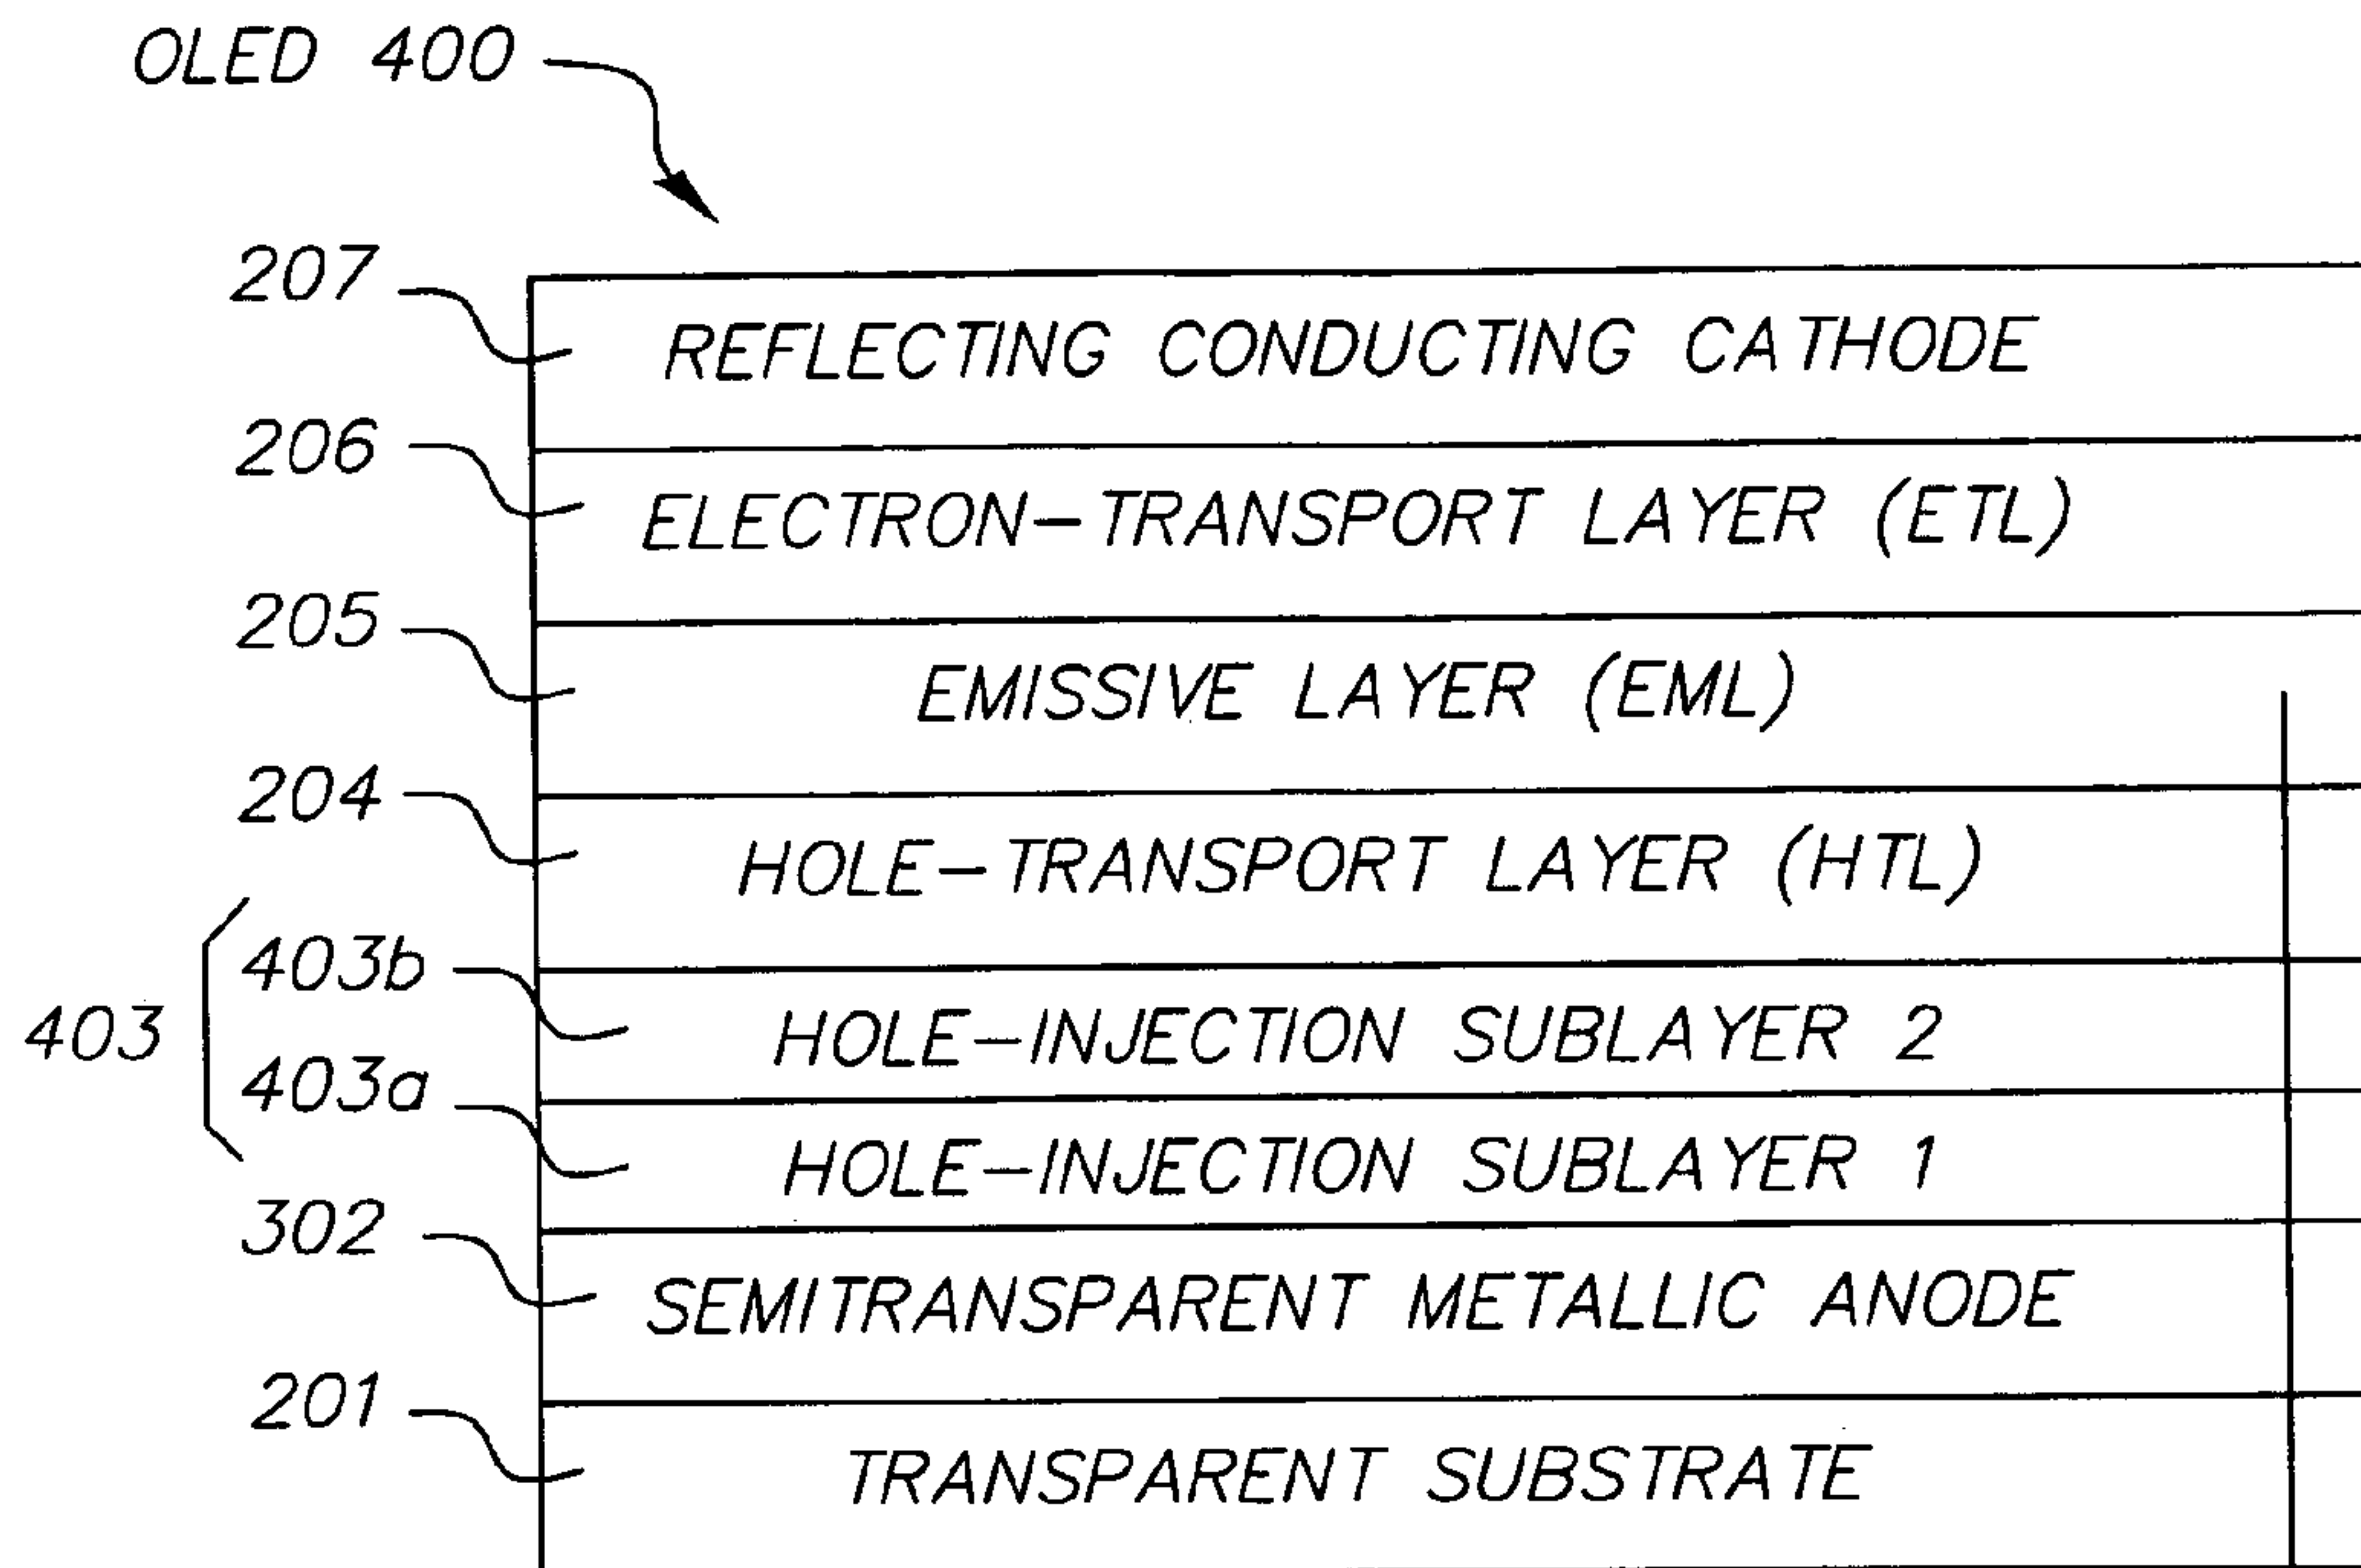 OLED 400
207
REFLECTING CONDUCTING CATHODE
206
ELECTRON-TRANSPORT LAYER (ETL)
205
EMISSIVE LAYER (EML)
204
HOLE-TRANSPORT LAYER (HTL)
403
403b
HOLE-INJECTION SUBLAYER 2
403a
HOLE-INJECTION SUBLAYER 1
302
SEMITRANSPARENT METALLIC ANODE
201
TRANSPARENT SUBSTRATE